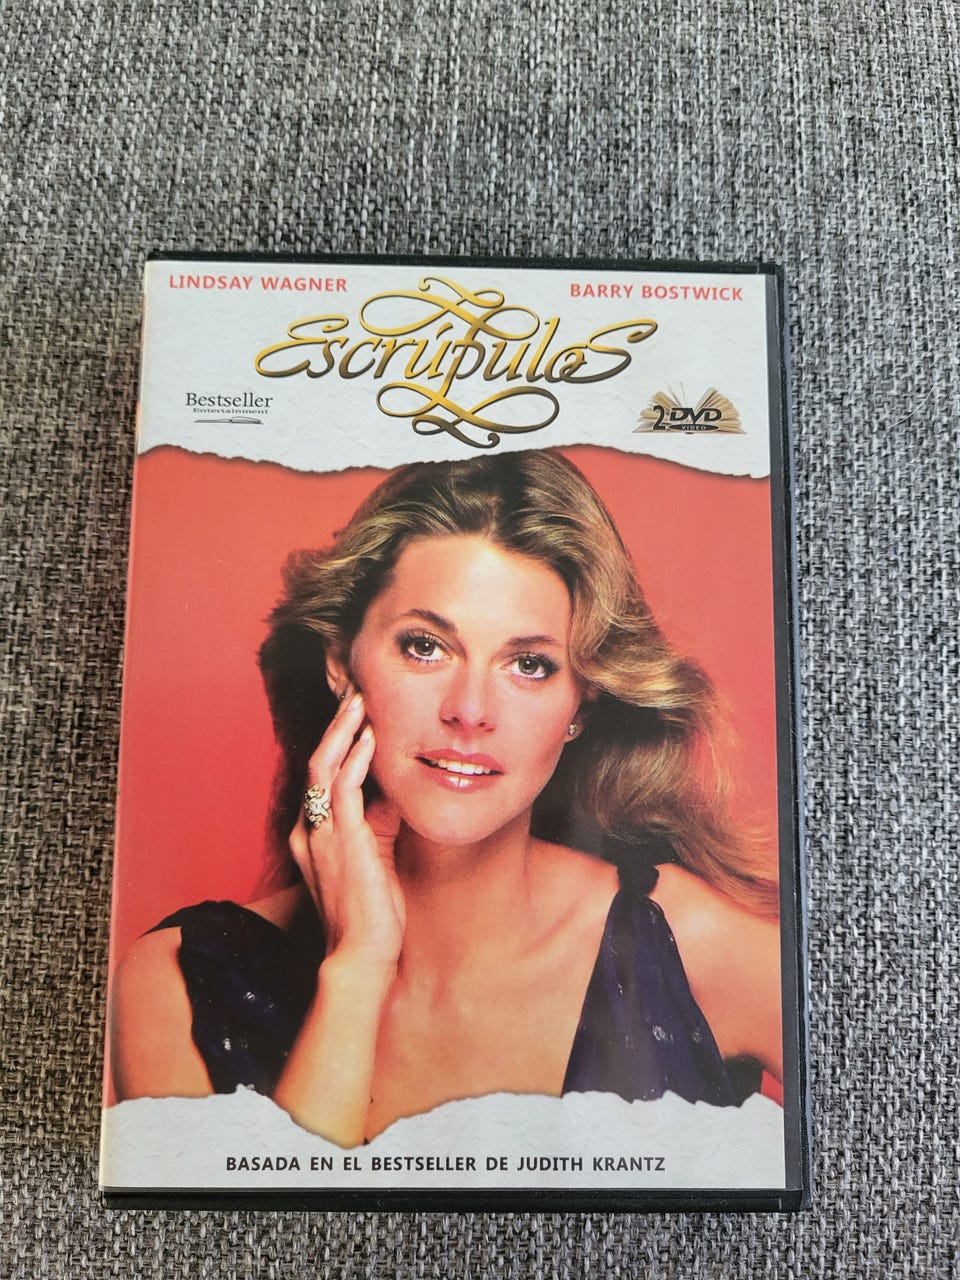 LINDSAY WAGNER
BARRY BOSTWICK
Escrúpulos
Bestseller
Entertainment
2 DVD
VIDEO
BASADA EN EL BESTSELLER DE JUDITH KRANTZ